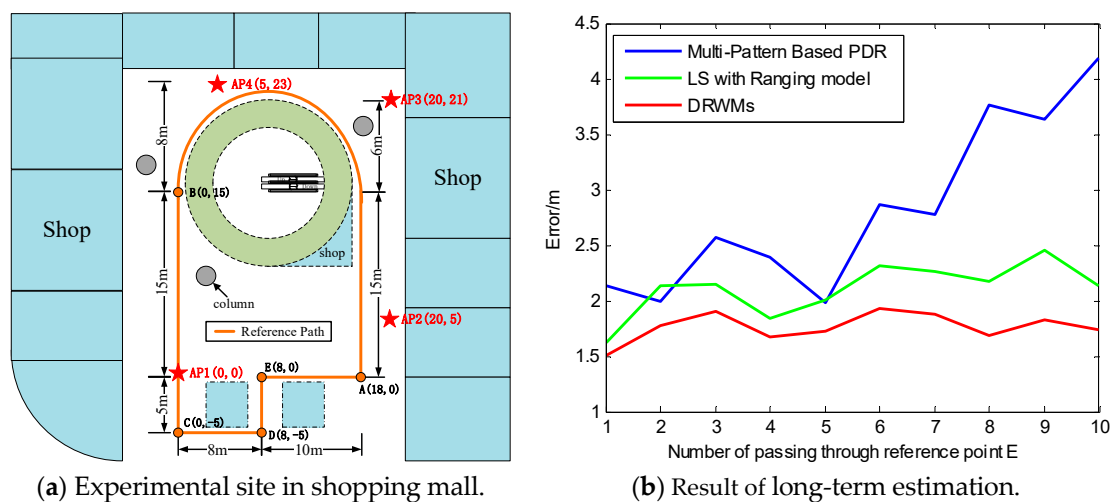 AP4(5, 23)
AP3(20, 21)
8m
6m
B(0, 15)
Shop
Shop
shop
column
15m
15m
Reference Path
AP2(20, 5)
AP1(0, 0)
E(8, 0)
A(18, 0)
5m
C(0,-5)
D(8,-5)
8m
10m
(a) Experimental site in shopping mall.
4.5
4
3.5
3
2.5
2
1.5
1
Error/m
Multi-Pattern Based PDR
LS with Ranging model
DRWMs
1 2 3 4 5 6 7 8 9 10
Number of passing through reference point E
(b) Result of long-term estimation.